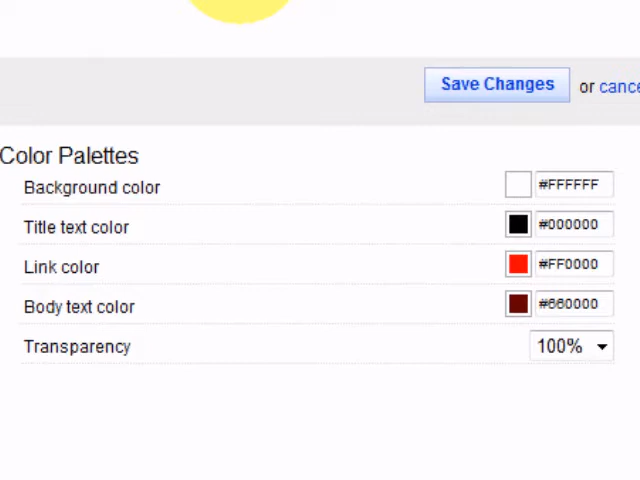 Save Changes or cance
Color Palettes
Background color #FFFFFF
Title text color #000000
Link color #FF0000
Body text color #660000
Transparency 100%